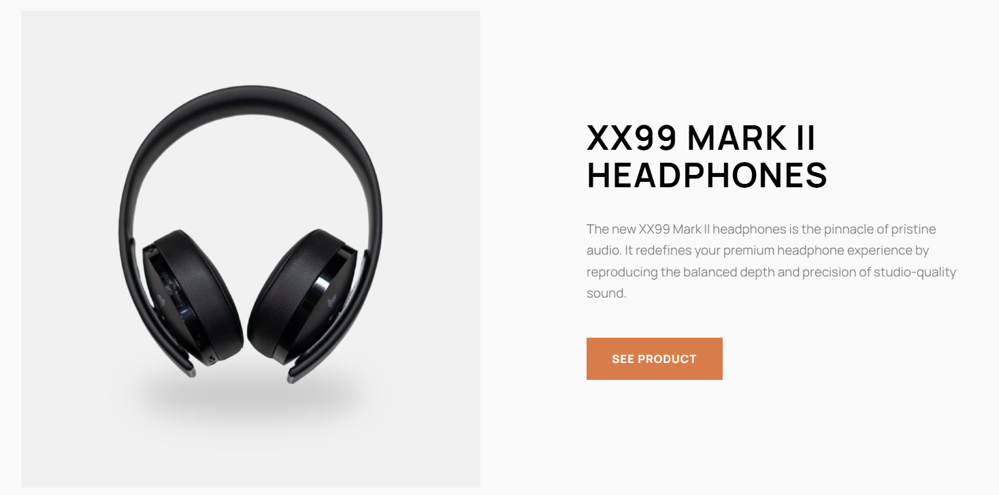 XX99 MARK II
HEADPHONES
The new XX99 Mark II headphones is the pinnacle of pristine
audio. It redefines your premium headphone experience by
reproducing the balanced depth and precision of studio-quality
sound.
SEE PRODUCT